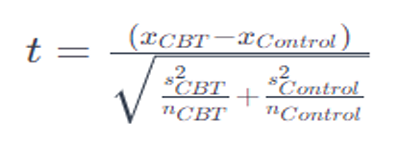 t = (x_CBT − x_Control) / √(s²_CBT / n_CBT + s²_Control / n_Control)